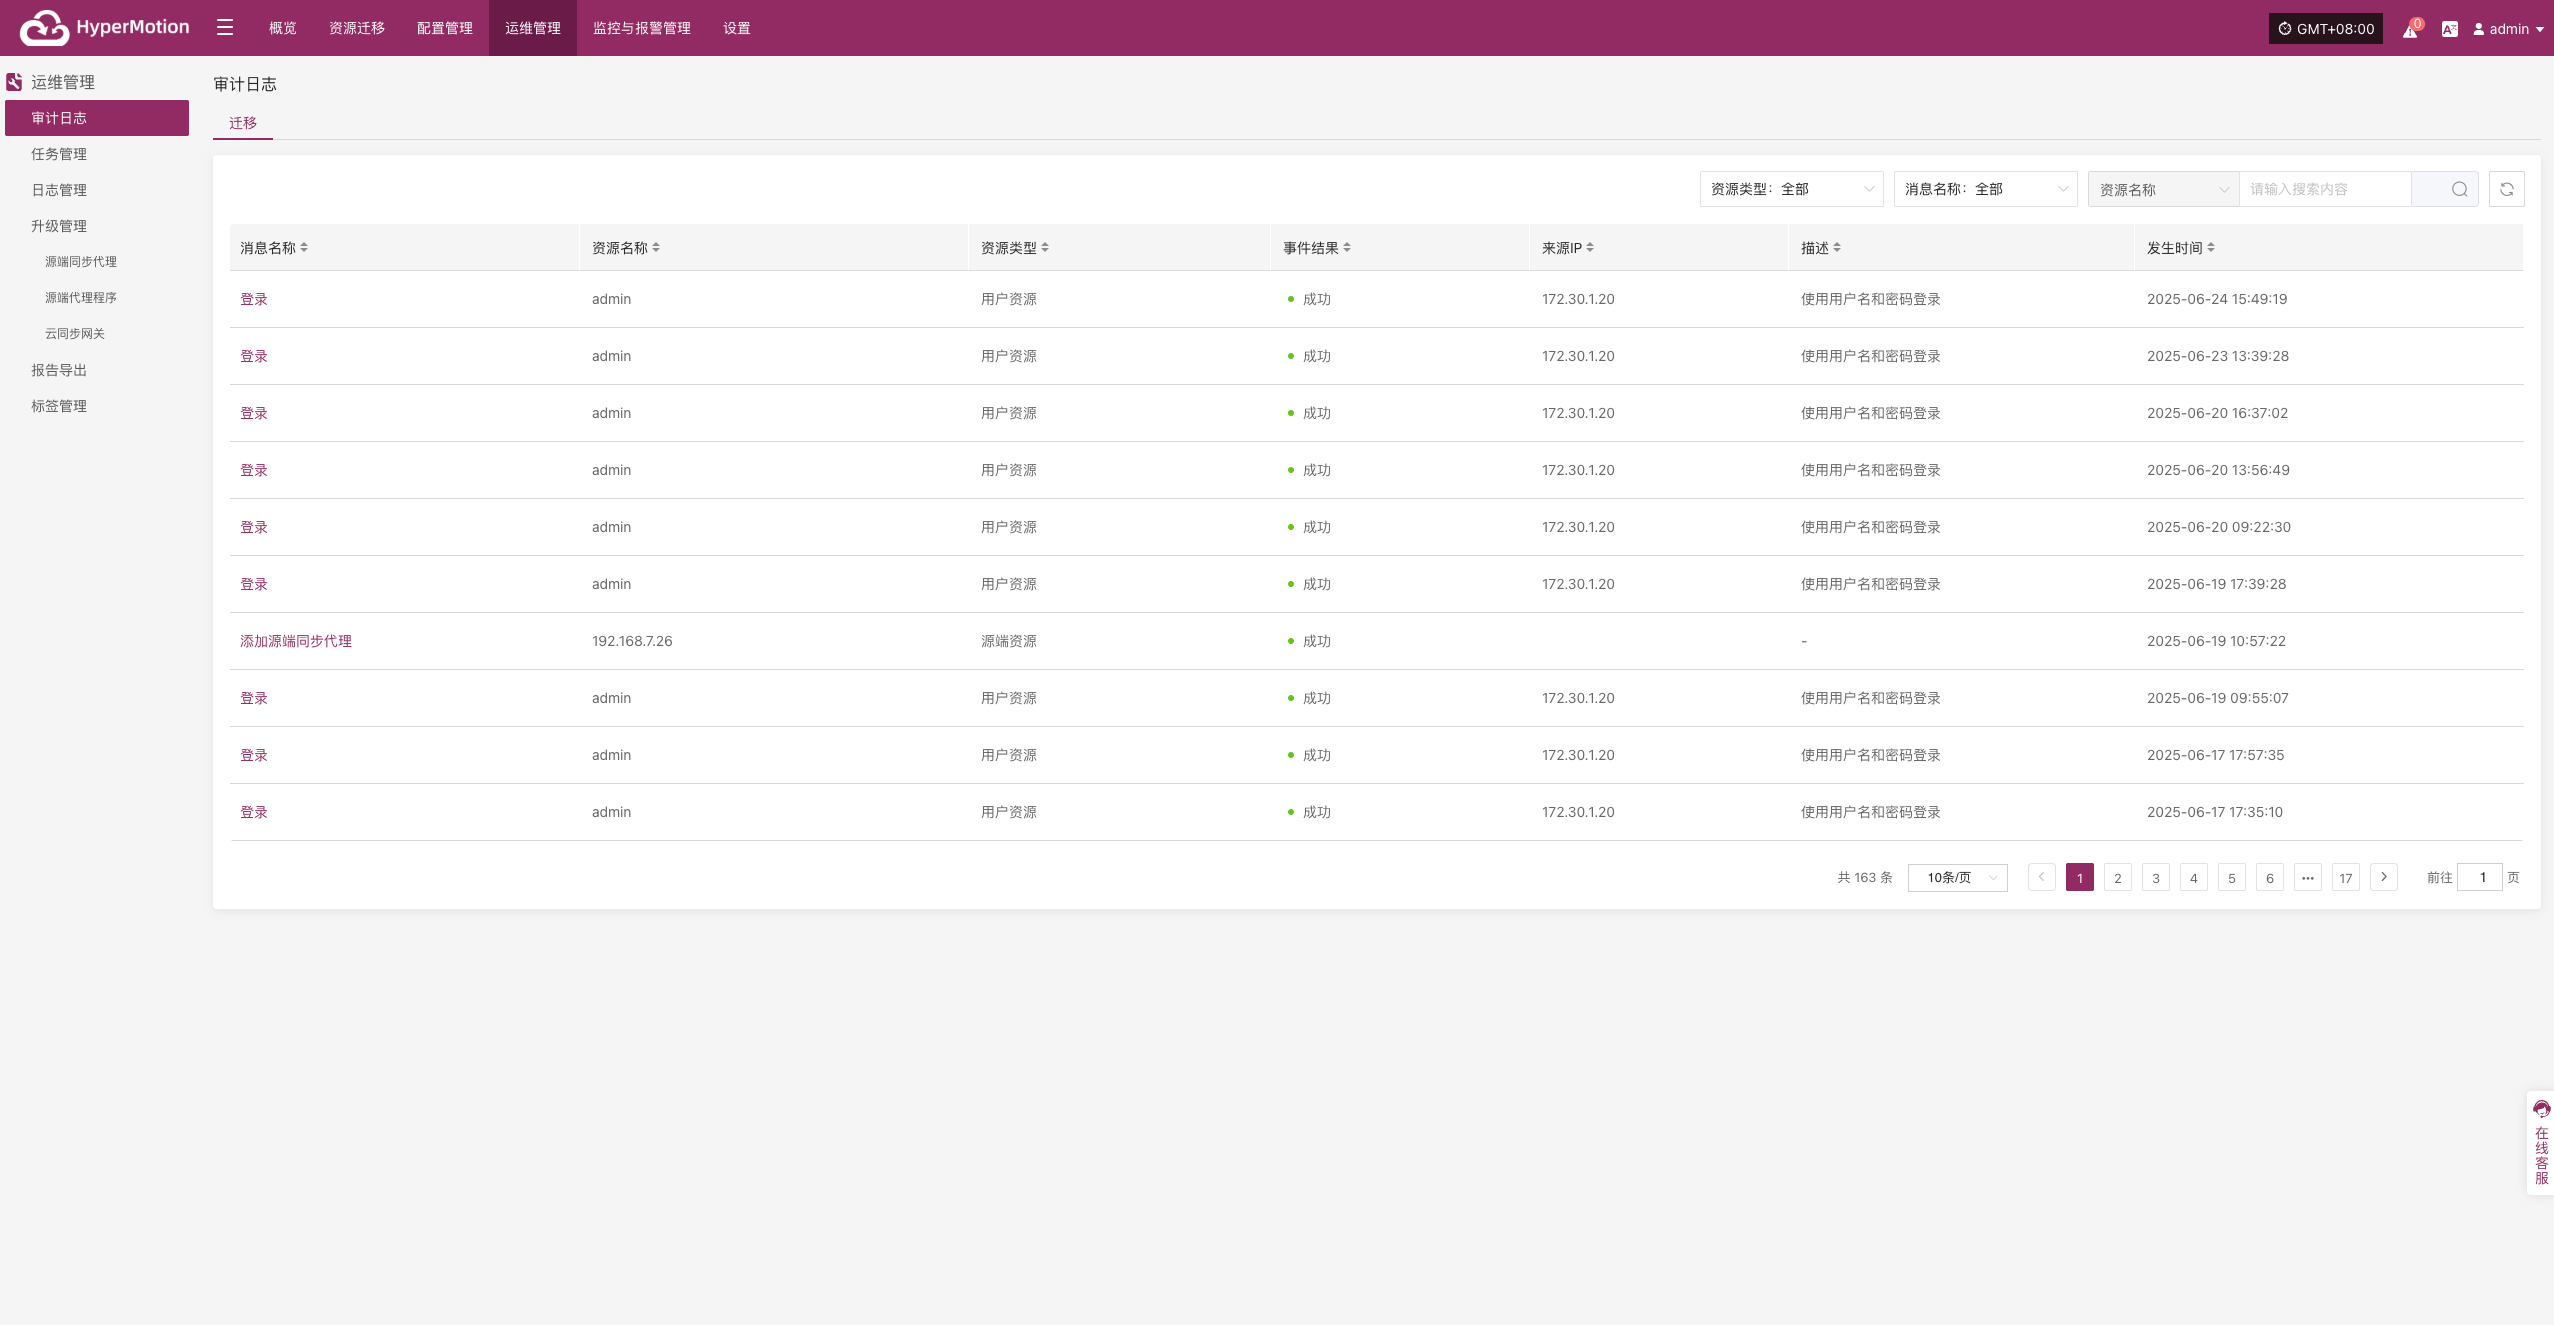 HyperMotion 概览 资源迁移 配置管理 运维管理 监控与报警管理 设置 GMT+08:00 0 admin
运维管理
审计日志
任务管理
日志管理
升级管理
源端同步代理
源端代理程序
云同步网关
报告导出
标签管理
审计日志
迁移
资源类型：全部 消息名称：全部 资源名称 请输入搜索内容
消息名称 资源名称 资源类型 事件结果 来源IP 描述 发生时间
登录 admin 用户资源 成功 172.30.1.20 使用用户名和密码登录 2025-06-24 15:49:19
登录 admin 用户资源 成功 172.30.1.20 使用用户名和密码登录 2025-06-23 13:39:28
登录 admin 用户资源 成功 172.30.1.20 使用用户名和密码登录 2025-06-20 16:37:02
登录 admin 用户资源 成功 172.30.1.20 使用用户名和密码登录 2025-06-20 13:56:49
登录 admin 用户资源 成功 172.30.1.20 使用用户名和密码登录 2025-06-20 09:22:30
登录 admin 用户资源 成功 172.30.1.20 使用用户名和密码登录 2025-06-19 17:39:28
添加源端同步代理 192.168.7.26 源端资源 成功 - 2025-06-19 10:57:22
登录 admin 用户资源 成功 172.30.1.20 使用用户名和密码登录 2025-06-19 09:55:07
登录 admin 用户资源 成功 172.30.1.20 使用用户名和密码登录 2025-06-17 17:57:35
登录 admin 用户资源 成功 172.30.1.20 使用用户名和密码登录 2025-06-17 17:35:10
共 163 条 10条/页 1 2 3 4 5 6 ••• 17 前往 1 页
在线客服